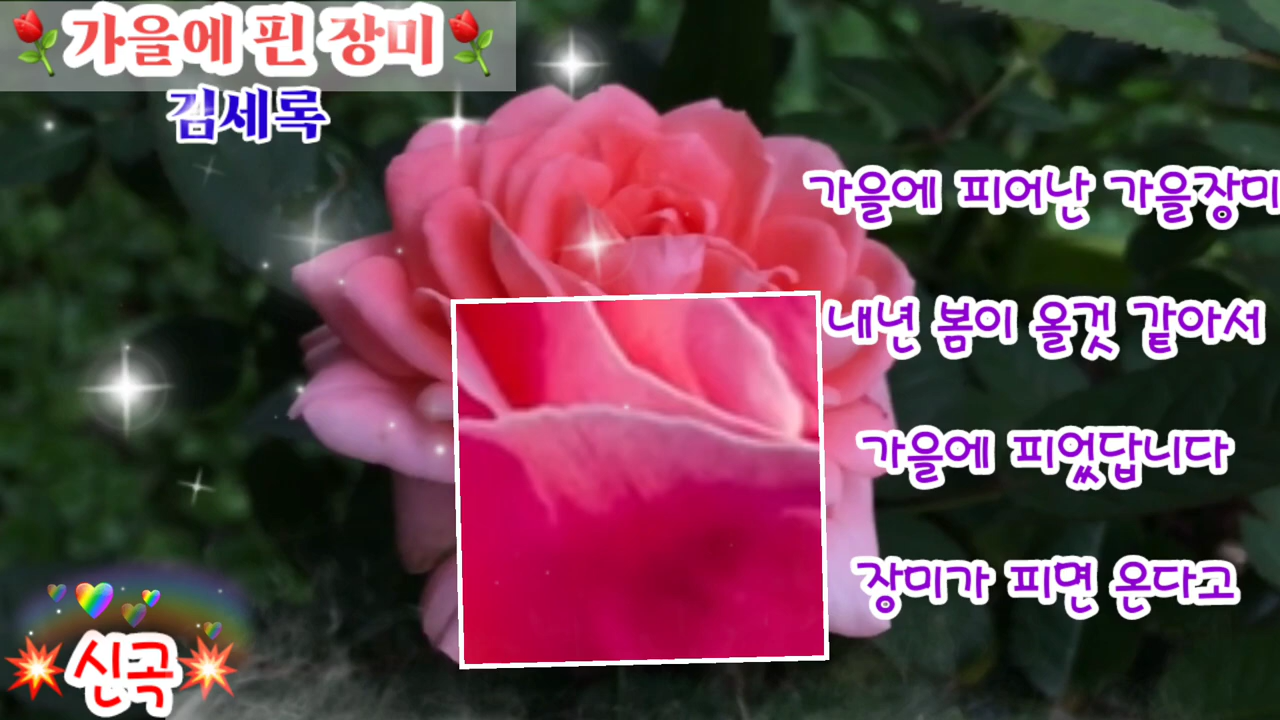 🌹가을에 핀 장미🌹
김세록
가을에 피어난 가을장미
내년 봄이 올것 같아서
가을에 피었답니다
장미가 피면 온다고
💥신곡💥